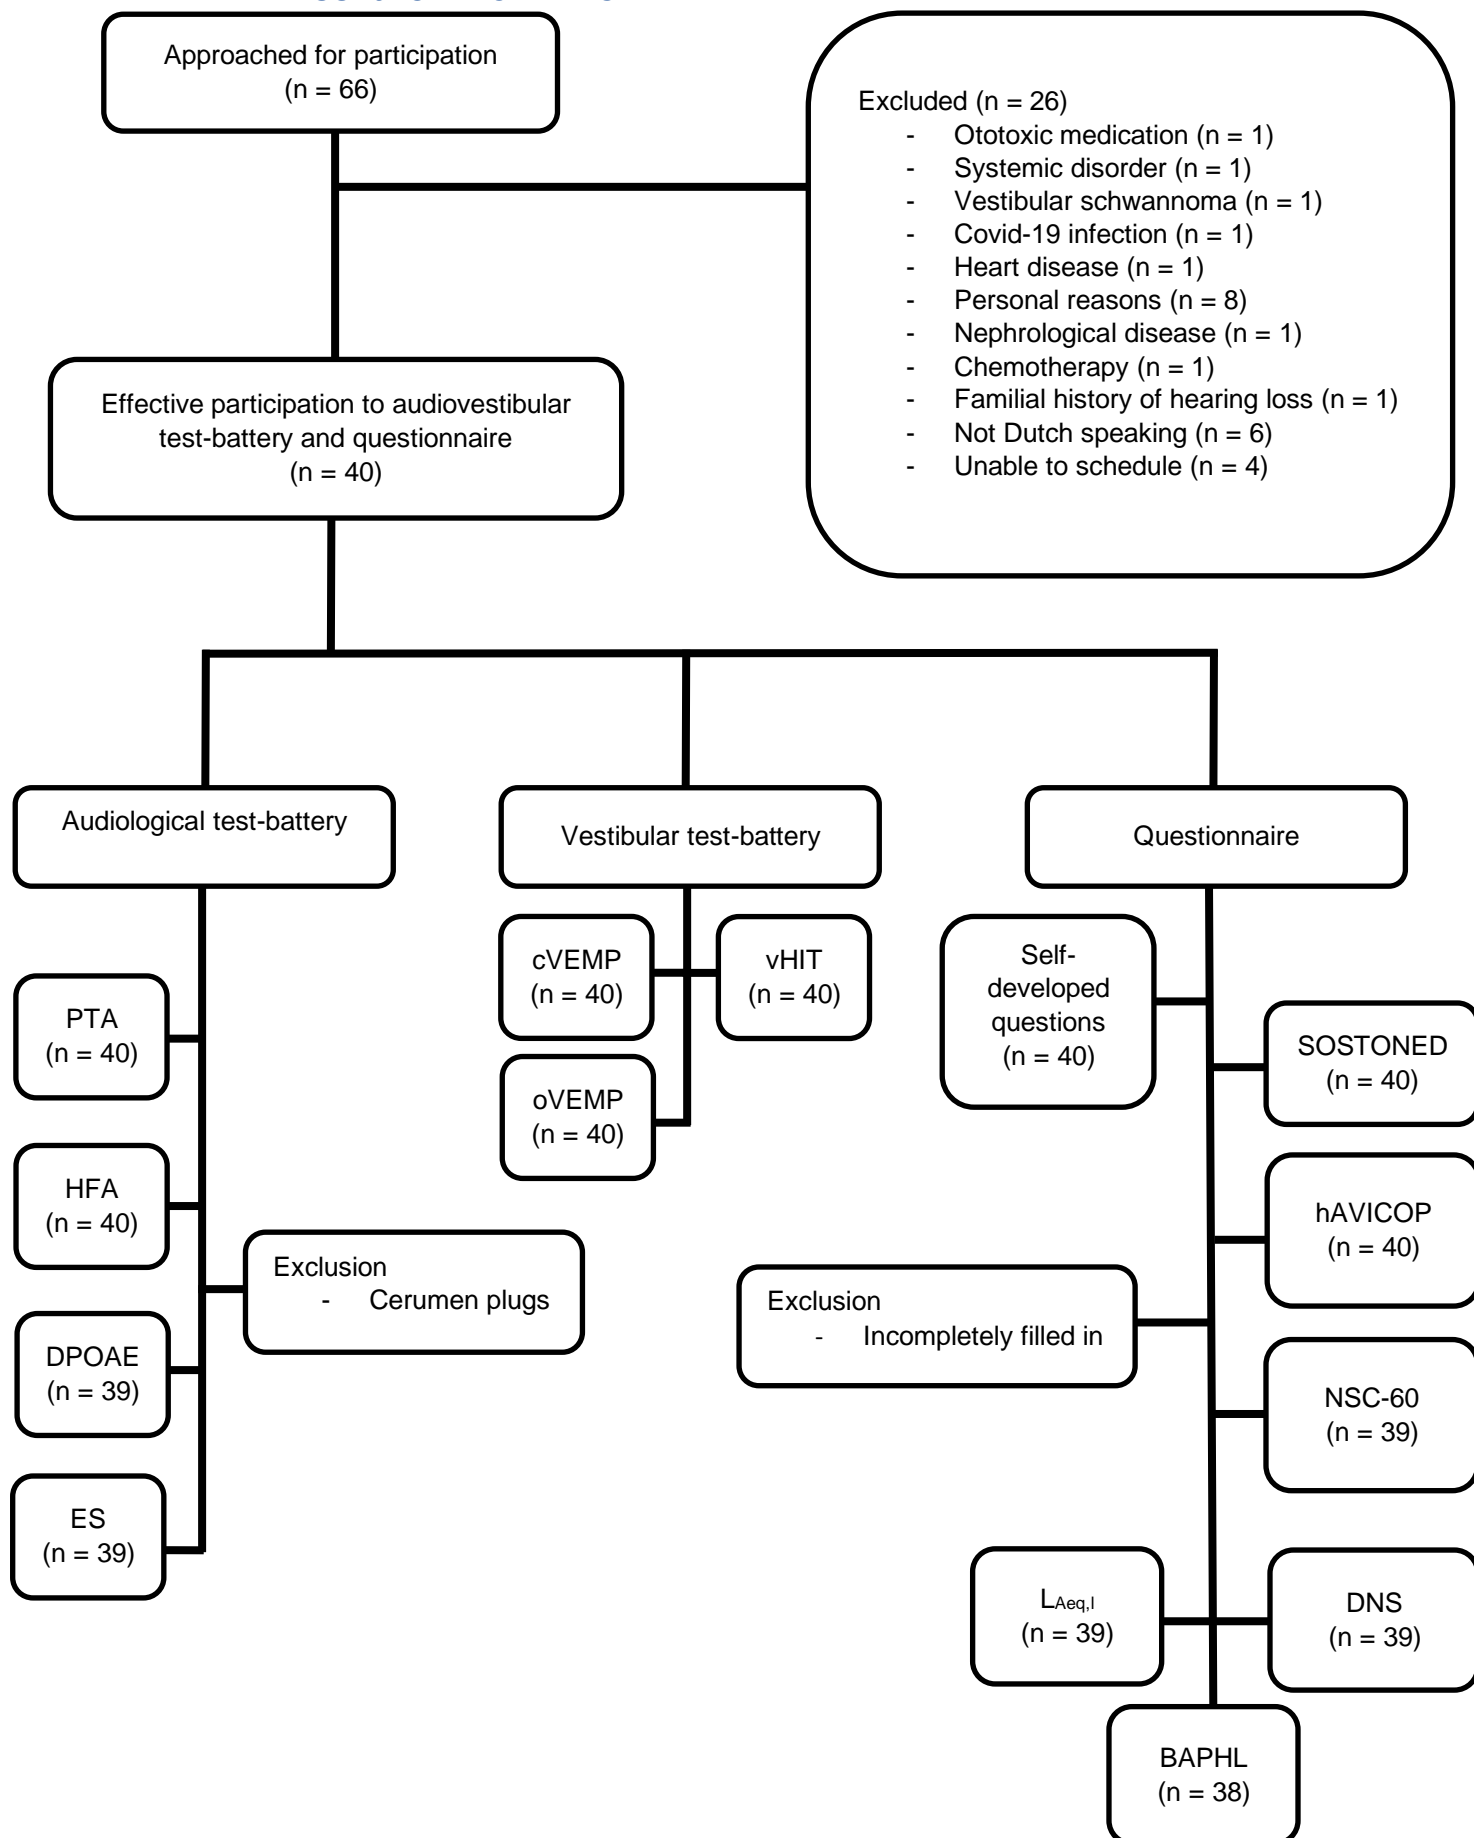 Approached for participation
(n = 66)
Excluded (n = 26)
- Ototoxic medication (n = 1)
- Systemic disorder (n = 1)
- Vestibular schwannoma (n = 1)
- Covid-19 infection (n = 1)
- Heart disease (n = 1)
- Personal reasons (n = 8)
- Nephrological disease (n = 1)
- Chemotherapy (n = 1)
- Familial history of hearing loss (n = 1)
- Not Dutch speaking (n = 6)
- Unable to schedule (n = 4)
Effective participation to audiovestibular
test-battery and questionnaire
(n = 40)
Audiological test-battery
PTA
(n = 40)
HFA
(n = 40)
Exclusion
- Cerumen plugs
DPOAE
(n = 39)
ES
(n = 39)
Vestibular test-battery
cVEMP
(n = 40)
vHIT
(n = 40)
oVEMP
(n = 40)
Questionnaire
Self-
developed
questions
(n = 40)
SOSTONED
(n = 40)
hAVICOP
(n = 40)
Exclusion
- Incompletely filled in
NSC-60
(n = 39)
LAeq,l
(n = 39)
DNS
(n = 39)
BAPHL
(n = 38)